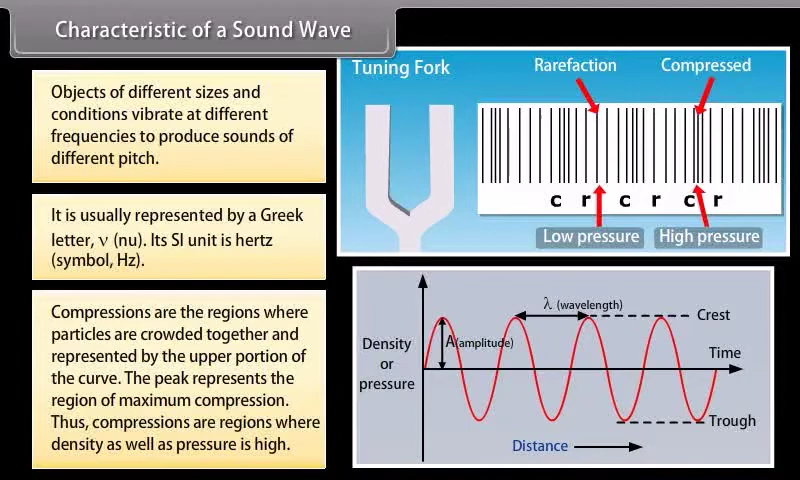 Characteristic of a Sound Wave
Objects of different sizes and
conditions vibrate at different
frequencies to produce sounds of
different pitch.
It is usually represented by a Greek
letter, ν (nu). Its SI unit is hertz
(symbol, Hz).
Compressions are the regions where
particles are crowded together and
represented by the upper portion of
the curve. The peak represents the
region of maximum compression.
Thus, compressions are regions where
density as well as pressure is high.
Tuning Fork
Rarefaction
Compressed
c r c r c r
Low pressure
High pressure
λ (wavelength)
Crest
A(amplitude)
Density
or
pressure
Time
Trough
Distance